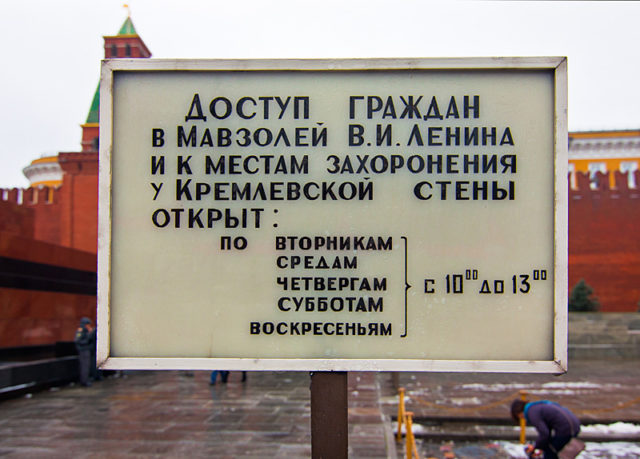 ДОСТУП ГРАЖДАН
В МАВЗОЛЕЙ В.И. ЛЕНИНА
И К МЕСТАМ ЗАХОРОНЕНИЯ
У КРЕМЛЕВСКОЙ СТЕНЫ
ОТКРЫТ:
ПО ВТОРНИКАМ
СРЕДАМ
ЧЕТВЕРГАМ
СУББОТАМ
ВОСКРЕСЕНЬЯМ
С 10⁰⁰ ДО 13⁰⁰